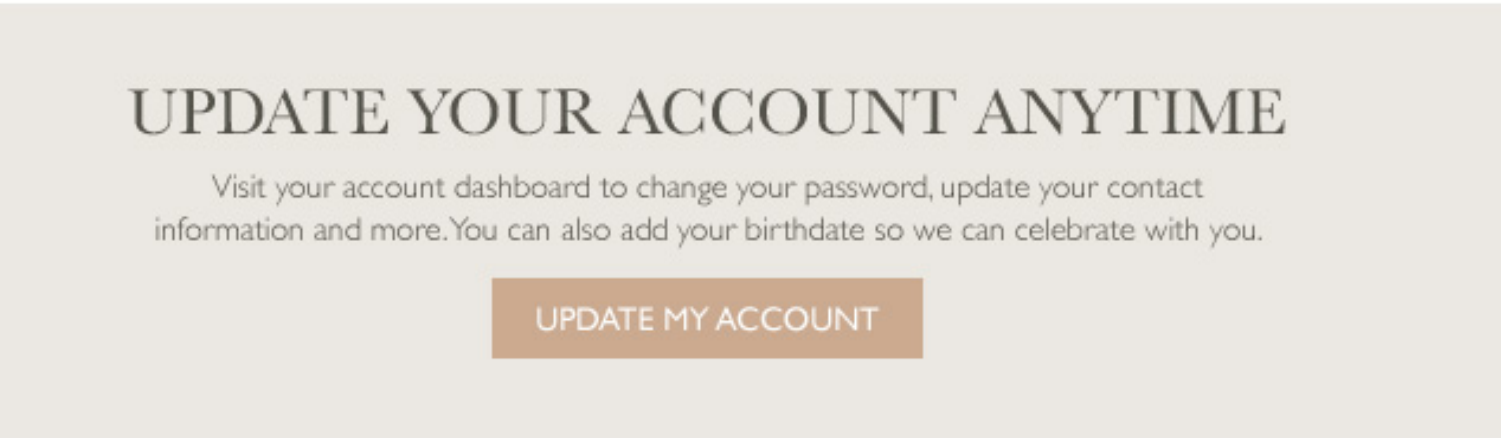 UPDATE YOUR ACCOUNT ANYTIME
Visit your account dashboard to change your password, update your contact
information and more. You can also add your birthdate so we can celebrate with you.
UPDATE MY ACCOUNT